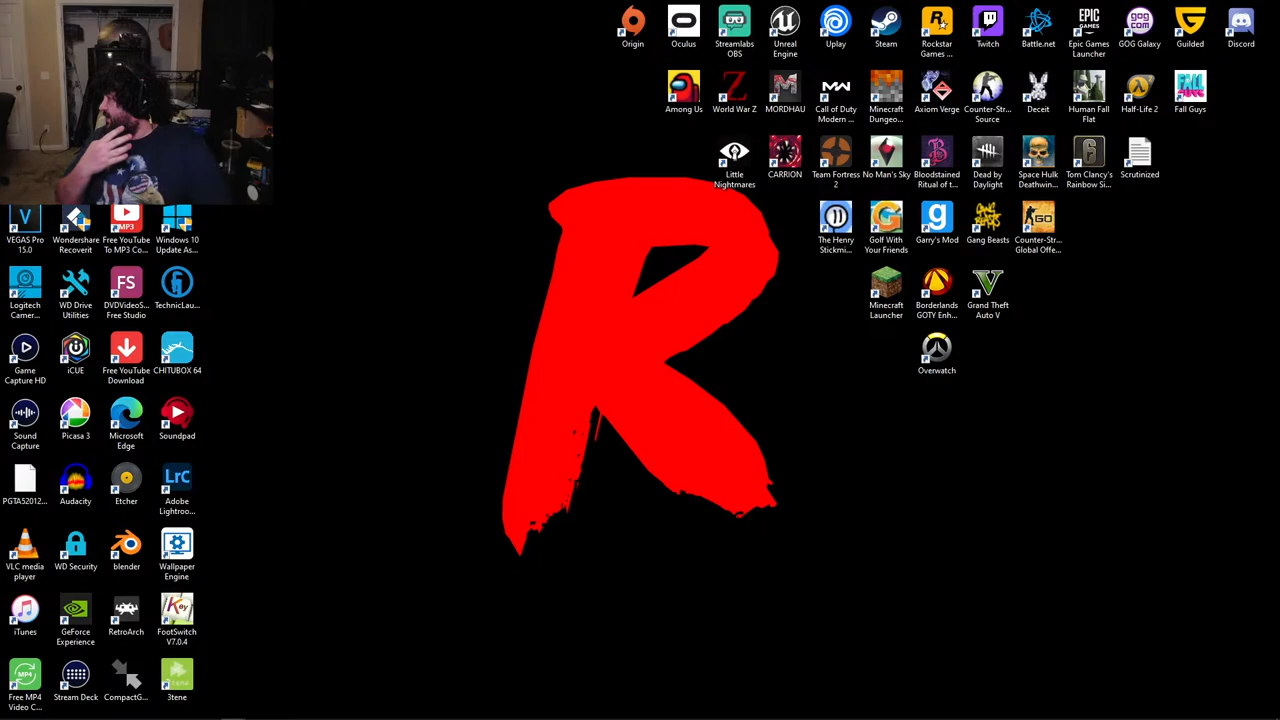 Origin
Oculus
Streamlabs
OBS
Unreal
Engine
Uplay
Steam
Rockstar
Games ...
Twitch
Battle.net
Epic Games
Launcher
GOG Galaxy
Guilded
Discord
Among Us
World War Z
MORDHAU
Call of Duty
Modern ...
Minecraft
Dungeo...
Axiom Verge
Counter-Str...
Source
Deceit
Human Fall
Flat
Half-Life 2
Fall Guys
Little
Nightmares
CARRION
Team Fortress
2
No Man's Sky
Bloodstained
Ritual of t...
Dead by
Daylight
Space Hulk
Deathwin...
Tom Clancy's
Rainbow Si...
Scrutinized
The Henry
Stickmi...
Golf With
Your Friends
Garry's Mod
Gang Beasts
Counter-Str...
Global Offe...
Minecraft
Launcher
Borderlands
GOTY Enh...
Grand Theft
Auto V
Overwatch
R
VEGAS Pro
15.0
Wondershare
Recoverit
Free YouTube
To MP3 Co...
Windows 10
Update As...
Logitech
Camer...
WD Drive
Utilities
DVDVideoS...
Free Studio
TechnicLau...
Game
Capture HD
iCUE
Free YouTube
Download
CHITUBOX 64
Sound
Capture
Picasa 3
Microsoft
Edge
Soundpad
PGTA52012...
Audacity
Etcher
Adobe
Lightroo...
VLC media
player
WD Security
blender
Wallpaper
Engine
iTunes
GeForce
Experience
RetroArch
FootSwitch
V7.0.4
Free MP4
Video C...
Stream Deck
CompactG...
3tene